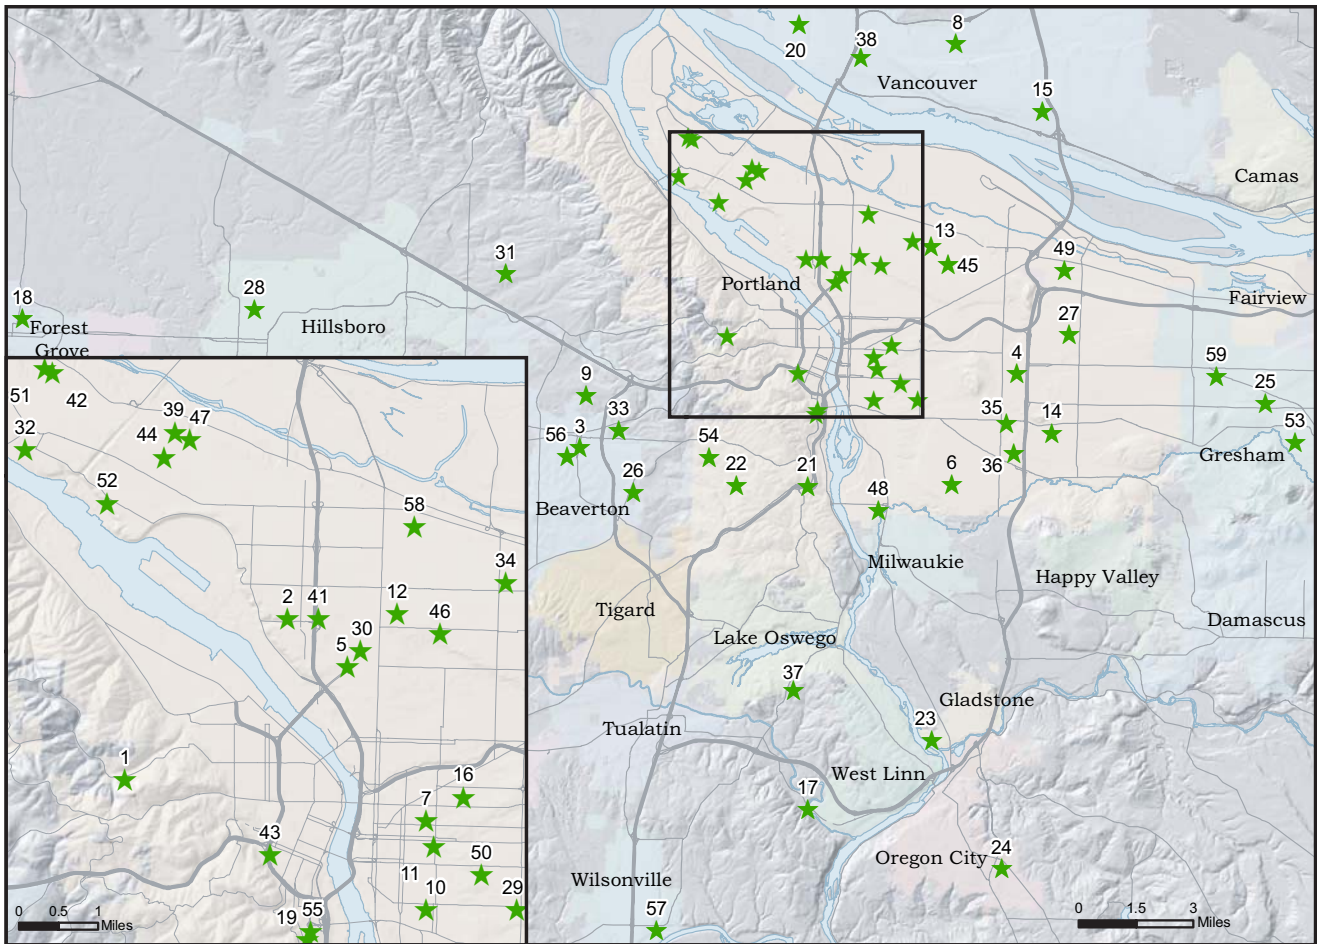 8
38
20
Vancouver
15
Camas
13
31
45
49
28
Portland
Fairview
18
27
Forest
Hillsboro
Grove
4
59
9
25
51
42
39
47
33
35
14
53
32
44
56
3
54
36
Gresham
26
22
21
6
52
Beaverton
48
58
Milwaukie
34
Happy Valley
2
41
12
46
Tigard
Damascus
30
5
Lake Oswego
37
Gladstone
23
Tualatin
1
16
West Linn
7
17
43
24
50
Oregon City
11
10
29
Wilsonville
57
19
55
0 0.5 1
Miles
0 1.5 3
Miles